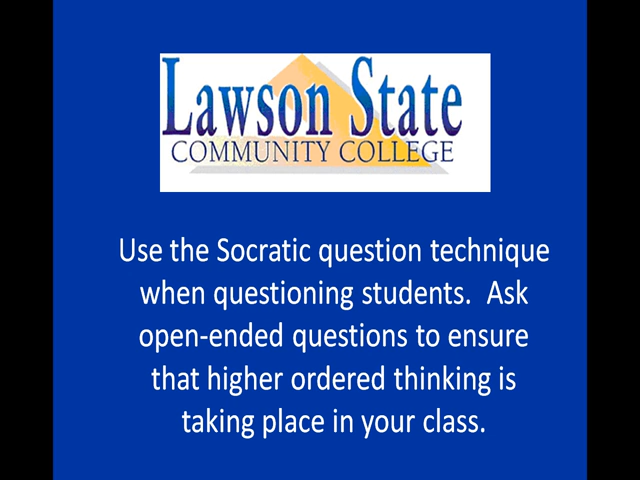 Lawson State
COMMUNITY COLLEGE
Use the Socratic question technique
when questioning students.  Ask
open-ended questions to ensure
that higher ordered thinking is
taking place in your class.